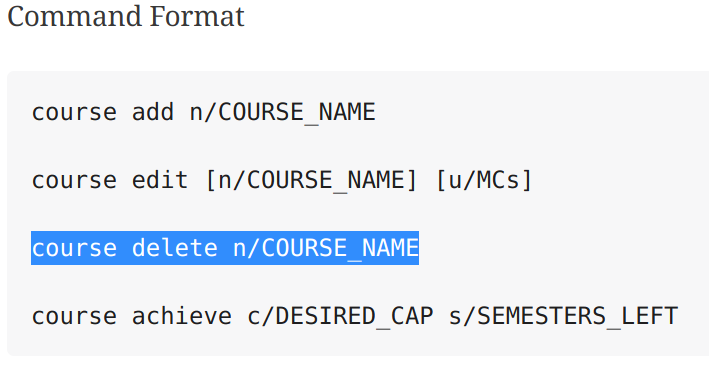 Command Format
course add n/COURSE_NAME
course edit [n/COURSE_NAME] [u/MCs]
course delete n/COURSE_NAME
course achieve c/DESIRED_CAP s/SEMESTERS_LEFT